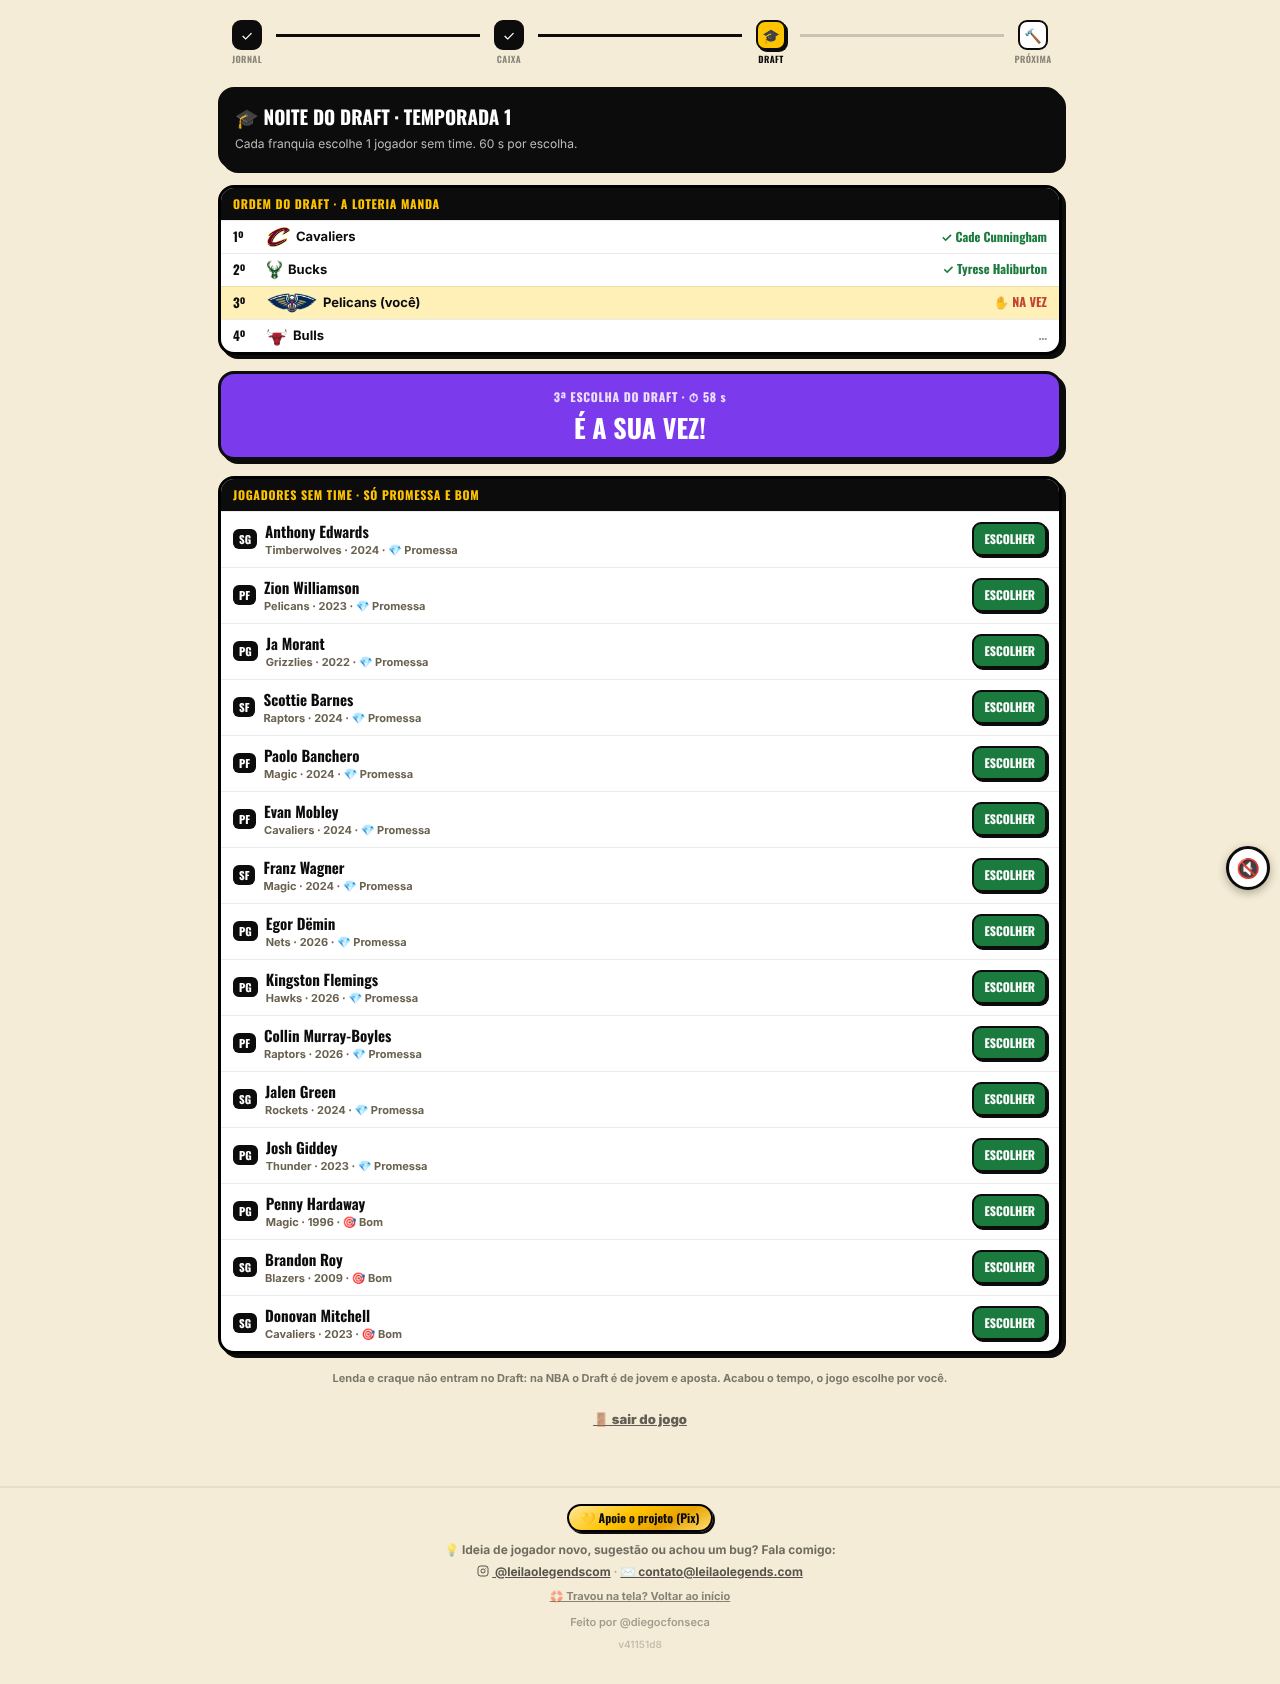 JORNAL
CAIXA
DRAFT
PRÓXIMA
🎓 NOITE DO DRAFT · TEMPORADA 1
Cada franquia escolhe 1 jogador sem time. 60 s por escolha.
ORDEM DO DRAFT · A LOTERIA MANDA
1º Cavaliers ✓ Cade Cunningham
2º Bucks ✓ Tyrese Haliburton
3º Pelicans (você) ✋ NA VEZ
4º Bulls ...
3ª ESCOLHA DO DRAFT · ⏱ 58 s
É A SUA VEZ!
JOGADORES SEM TIME · SÓ PROMESSA E BOM
SG Anthony Edwards ESCOLHER
Timberwolves · 2024 · 💎 Promessa
PF Zion Williamson ESCOLHER
Pelicans · 2023 · 💎 Promessa
PG Ja Morant ESCOLHER
Grizzlies · 2022 · 💎 Promessa
SF Scottie Barnes ESCOLHER
Raptors · 2024 · 💎 Promessa
PF Paolo Banchero ESCOLHER
Magic · 2024 · 💎 Promessa
PF Evan Mobley ESCOLHER
Cavaliers · 2024 · 💎 Promessa
SF Franz Wagner ESCOLHER
Magic · 2024 · 💎 Promessa
PG Egor Dëmin ESCOLHER
Nets · 2026 · 💎 Promessa
PG Kingston Flemings ESCOLHER
Hawks · 2026 · 💎 Promessa
PF Collin Murray-Boyles ESCOLHER
Raptors · 2026 · 💎 Promessa
SG Jalen Green ESCOLHER
Rockets · 2024 · 💎 Promessa
PG Josh Giddey ESCOLHER
Thunder · 2023 · 💎 Promessa
PG Penny Hardaway ESCOLHER
Magic · 1996 · 🎯 Bom
SG Brandon Roy ESCOLHER
Blazers · 2009 · 🎯 Bom
SG Donovan Mitchell ESCOLHER
Cavaliers · 2023 · 🎯 Bom
Lenda e craque não entram no Draft: na NBA o Draft é de jovem e aposta. Acabou o tempo, o jogo escolhe por você.
🚪 sair do jogo
💛 Apoie o projeto (Pix)
💡 Ideia de jogador novo, sugestão ou achou um bug? Fala comigo:
@leilaolegendscom · ✉️ contato@leilaolegends.com
🛟 Travou na tela? Voltar ao início
Feito por @diegocfonseca
v41151d8